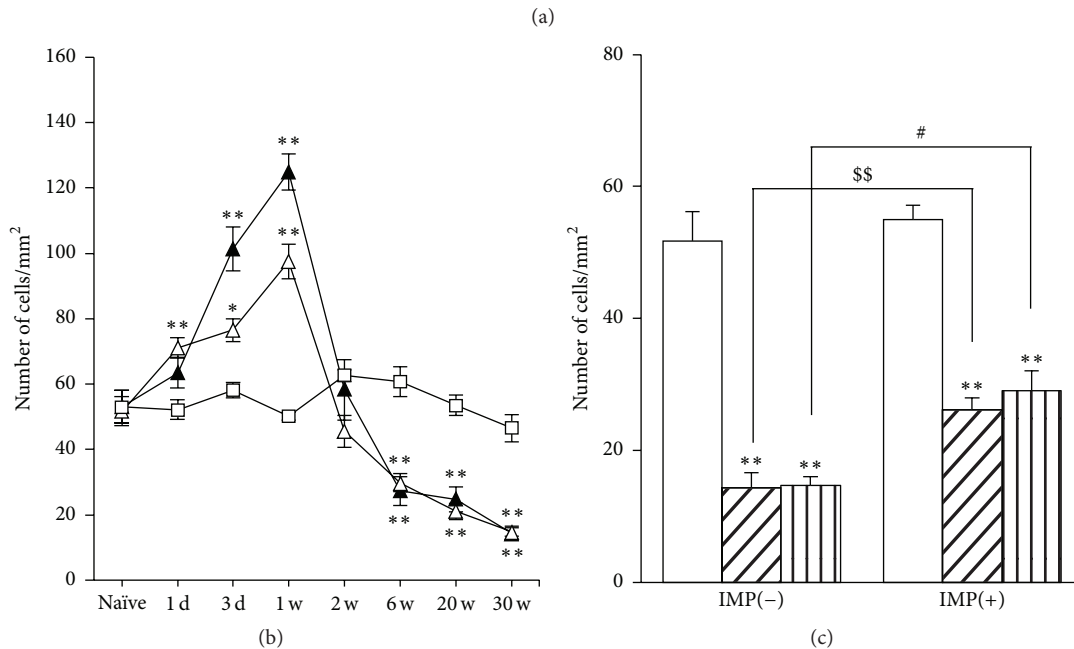 (a)
160
140
120
100
80
60
40
20
0
Number of cells/mm²
** ** ** * **
** ** **
** ** **
Naïve 1 d 3 d 1 w 2 w 6 w 20 w 30 w
(b)
80
60
40
20
0
Number of cells/mm²
#
$$
** ** ** **
IMP(−) IMP(+)
(c)